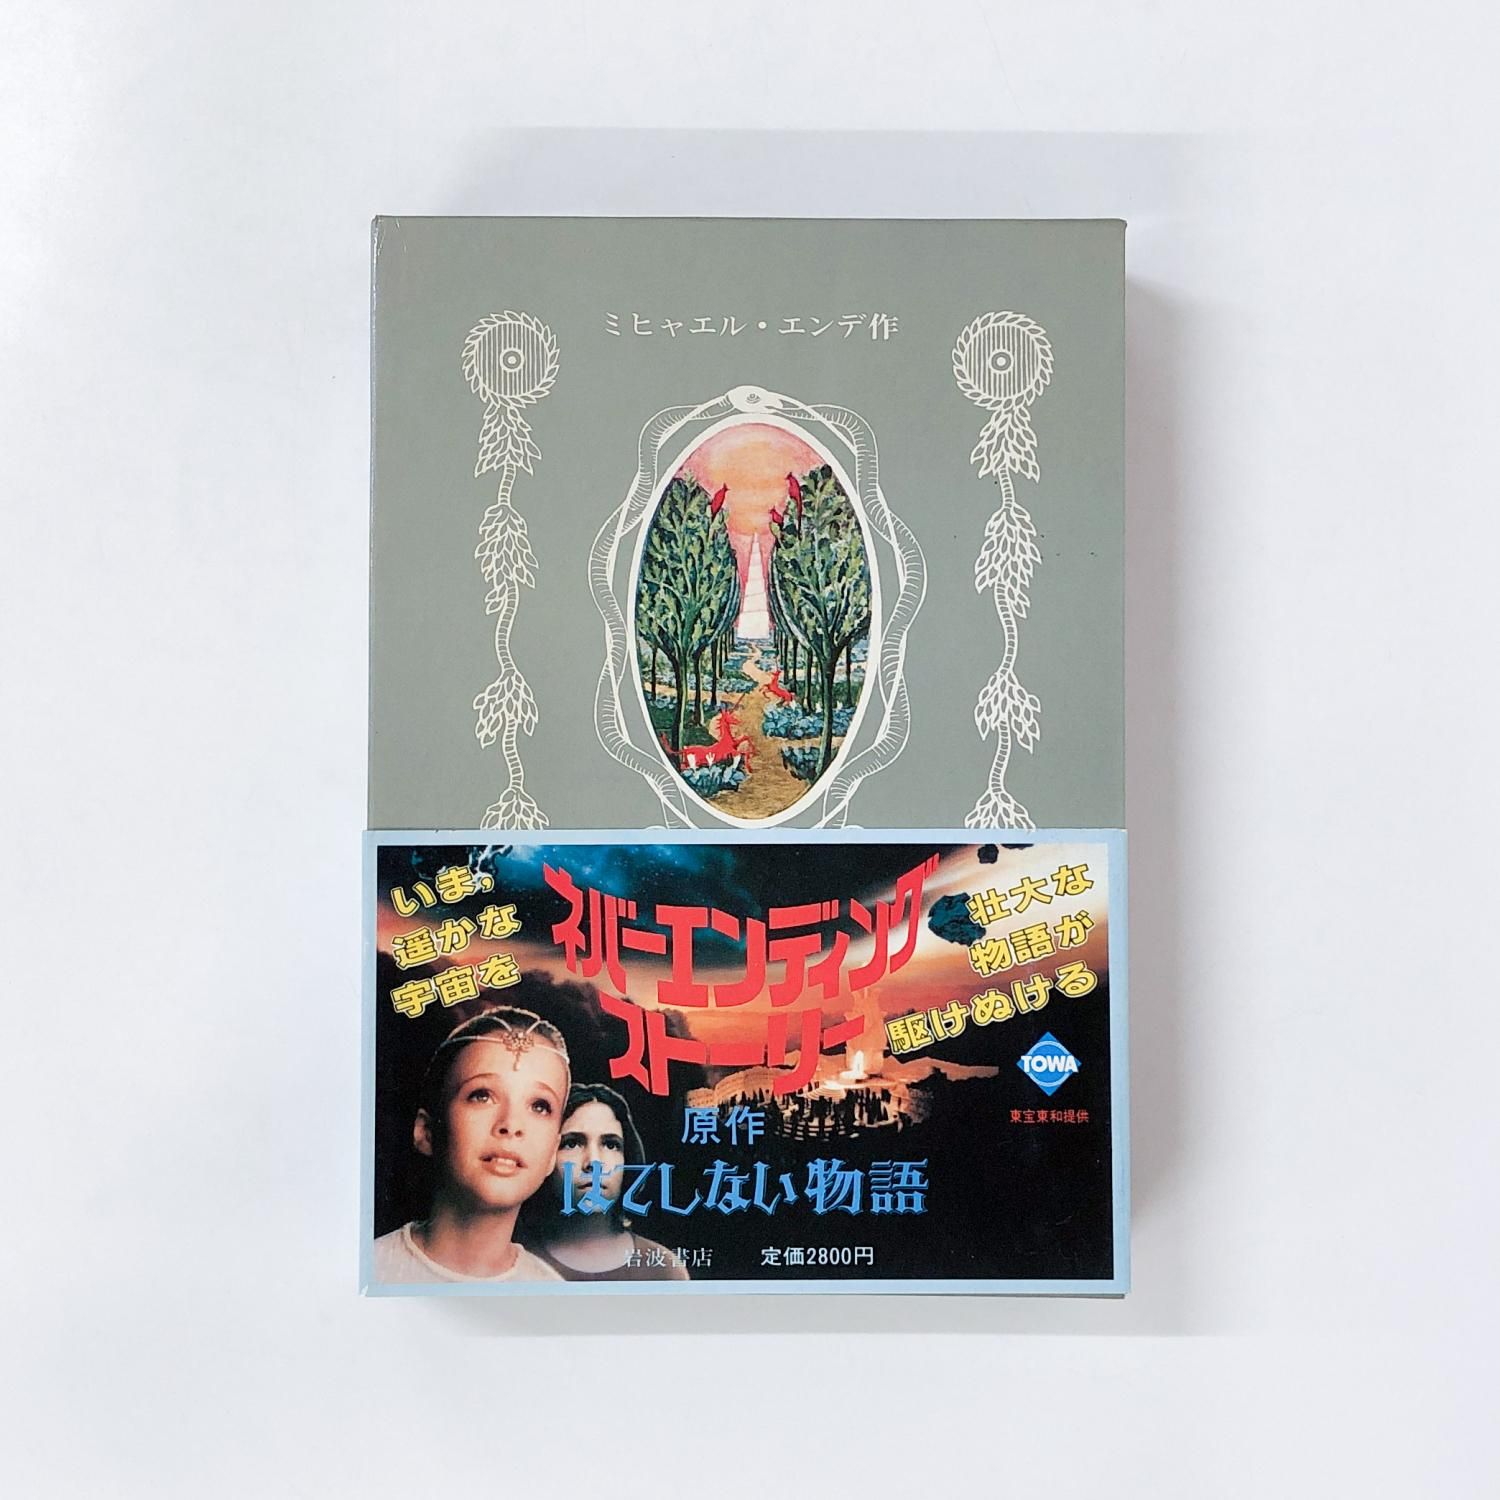 ミヒャエル・エンデ作
いま,
遥かな
宇宙を
ネバーエンディング
ストーリー
壮大な
物語が
駆けぬける
TOWA
東宝東和提供
原作
はてしない物語
岩波書店 定価2800円